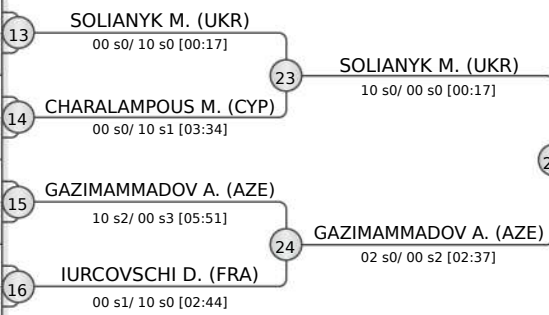 13
SOLIANYK M. (UKR)
00 s0/ 10 s0 [00:17]
23
SOLIANYK M. (UKR)
10 s0/ 00 s0 [00:17]
14
CHARALAMPOUS M. (CYP)
00 s0/ 10 s1 [03:34]
15
GAZIMAMMADOV A. (AZE)
10 s2/ 00 s3 [05:51]
24
GAZIMAMMADOV A. (AZE)
02 s0/ 00 s2 [02:37]
16
IURCOVSCHI D. (FRA)
00 s1/ 10 s0 [02:44]